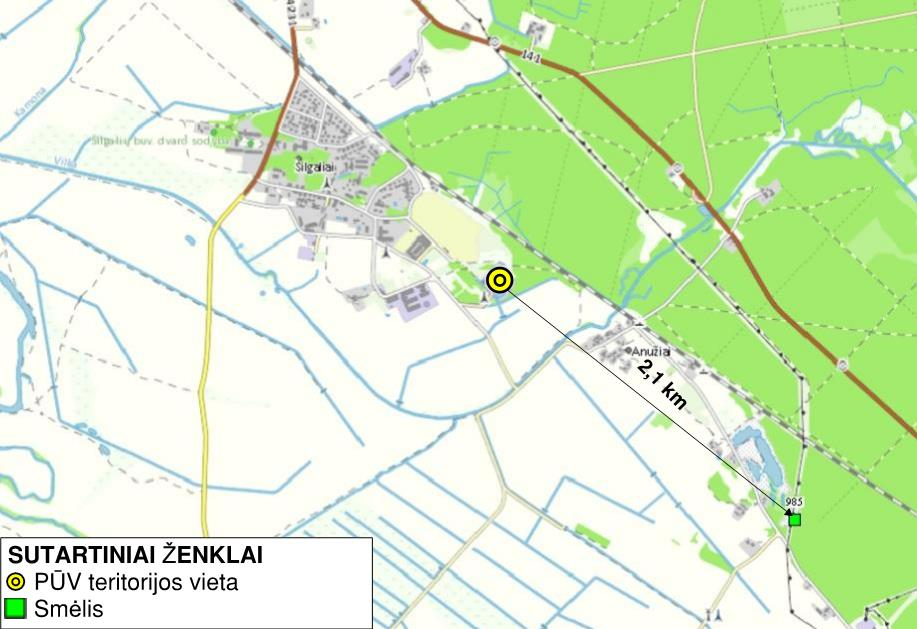 4231
141
Kamona
Šilgalių buv. dvaro sodyba
Vilka
Šilgaliai
Anužiai
2,1 km
985
SUTARTINIAI ŽENKLAI
PŪV teritorijos vieta
Smėlis